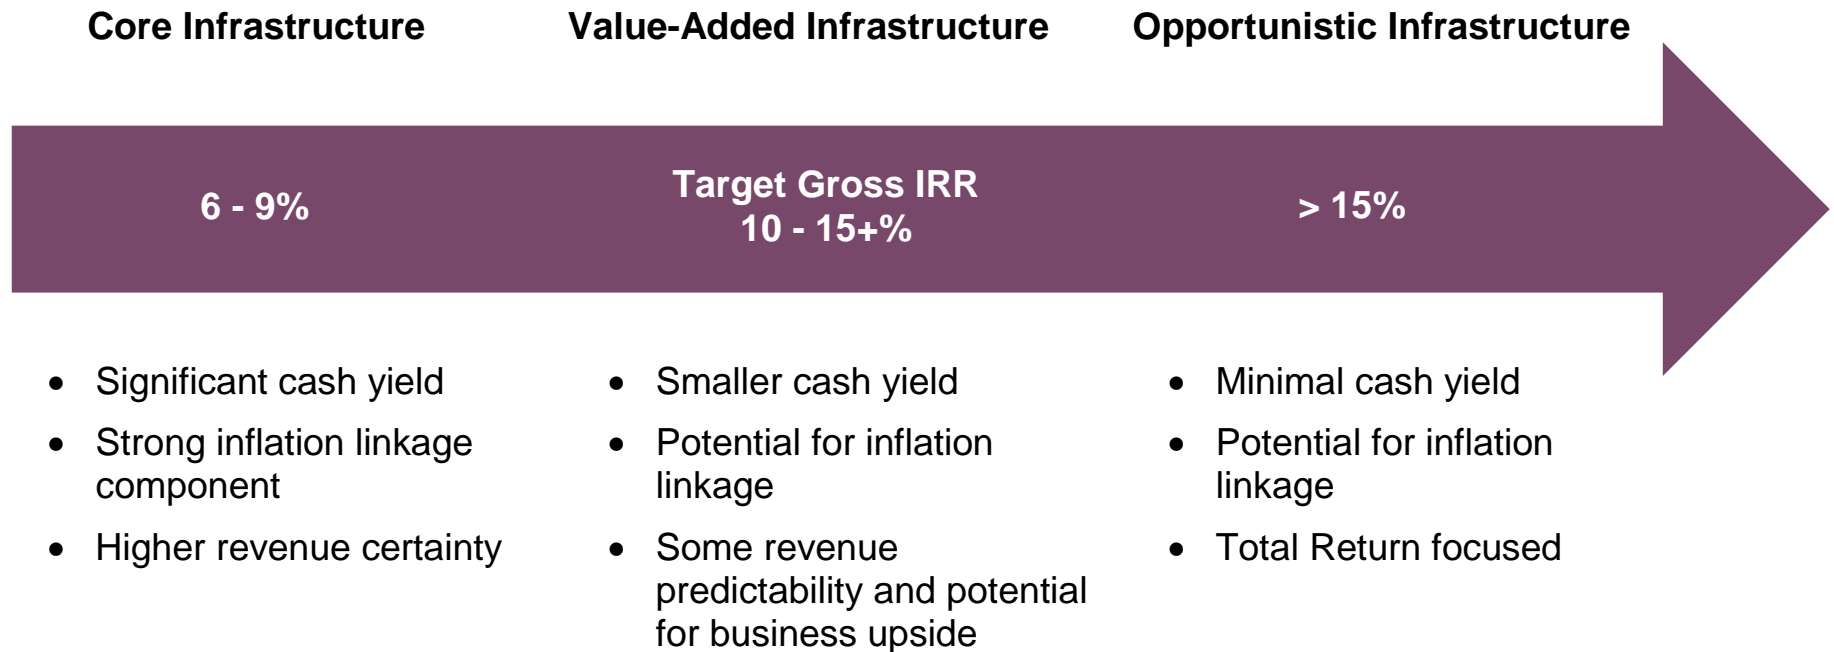 Core Infrastructure
Value-Added Infrastructure
Opportunistic Infrastructure
6 - 9%
Target Gross IRR
10 - 15+%
> 15%
• Significant cash yield
• Strong inflation linkage
component
• Higher revenue certainty
• Smaller cash yield
• Potential for inflation
linkage
• Some revenue
predictability and potential
for business upside
• Minimal cash yield
• Potential for inflation
linkage
• Total Return focused